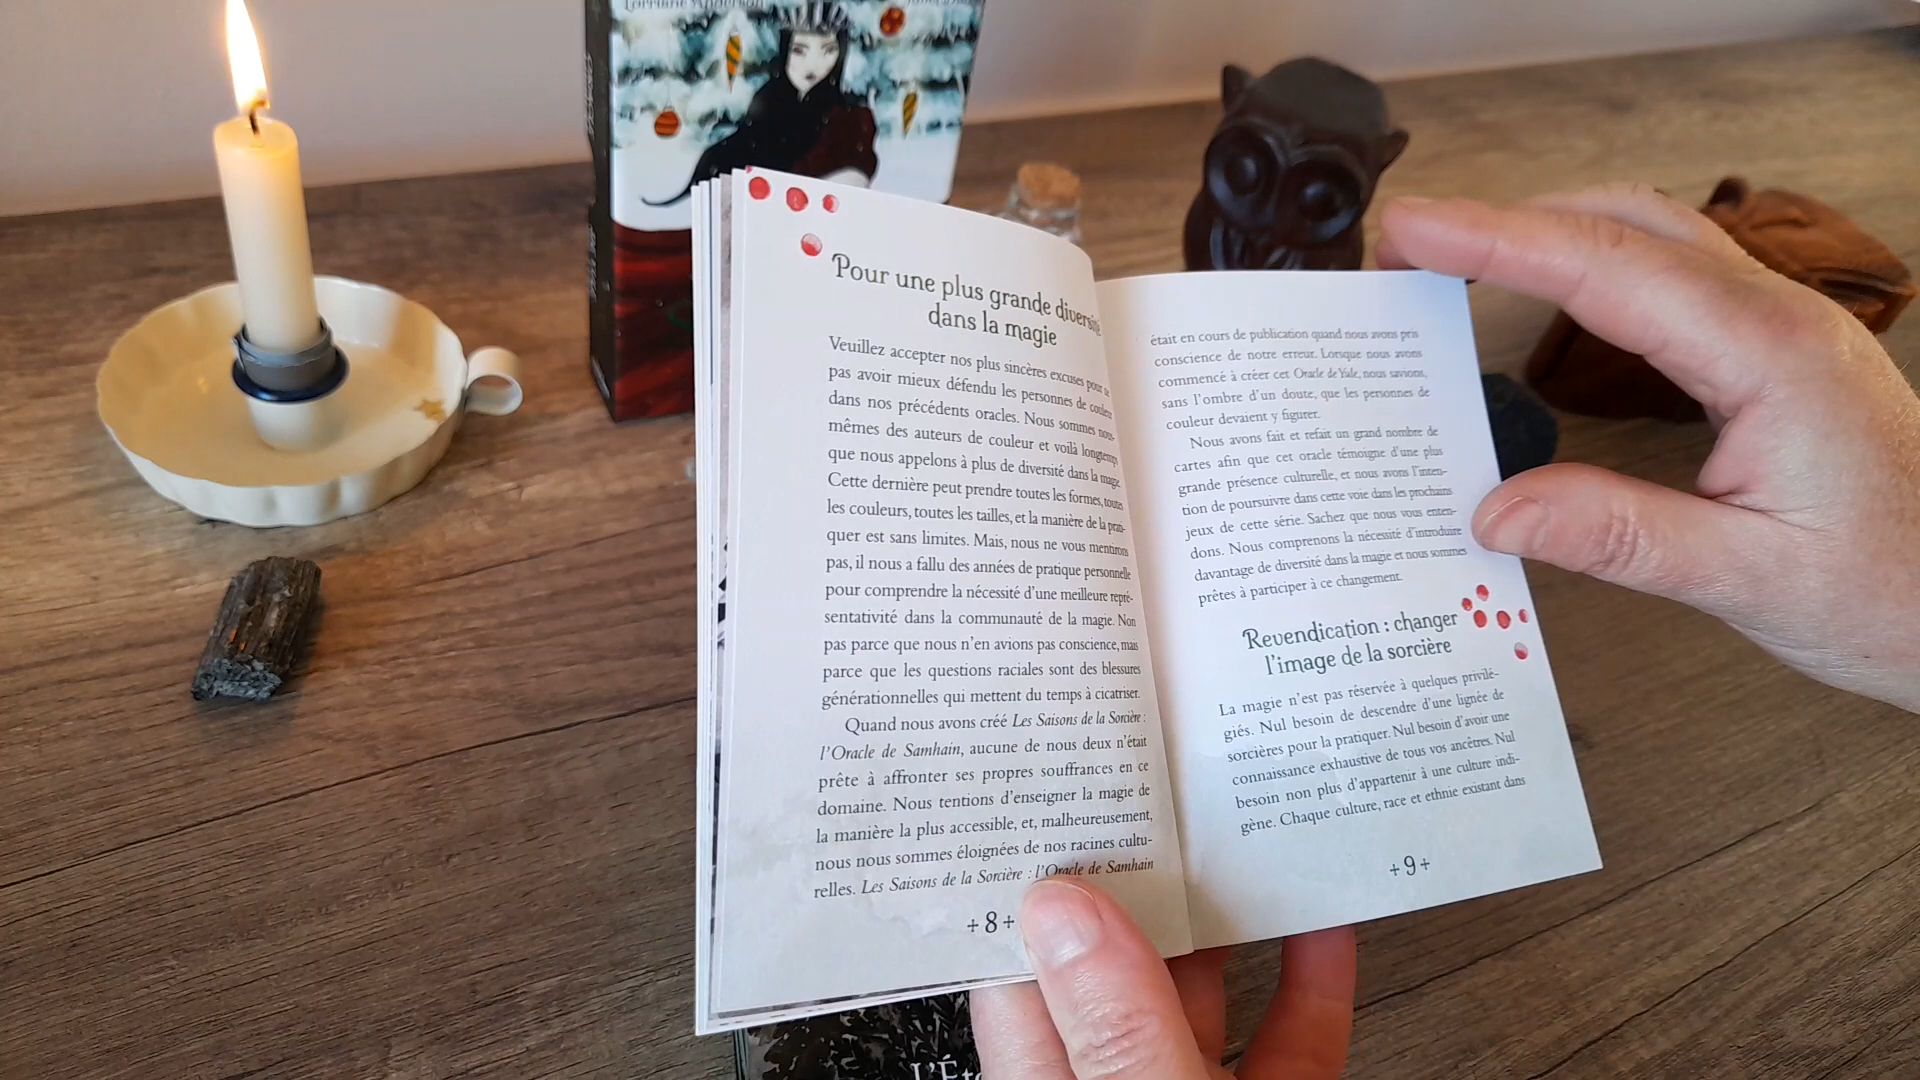 Lorriane Anderson
Pour une plus grande diversité
dans la magie
Veuillez accepter nos plus sincères excuses pour ne
pas avoir mieux défendu les personnes de couleur
dans nos précédents oracles. Nous sommes nous-
mêmes des auteurs de couleur et voilà longtemps
que nous appelons à plus de diversité dans la magie.
Cette dernière peut prendre toutes les formes, toutes
les couleurs, toutes les tailles, et la manière de la prati-
quer est sans limites. Mais, nous ne vous mentirons
pas, il nous a fallu des années de pratique personnelle
pour comprendre la nécessité d'une meilleure repré-
sentativité dans la communauté de la magie. Non
pas parce que nous n'en avions pas conscience, mais
parce que les questions raciales sont des blessures
générationnelles qui mettent du temps à cicatriser.
Quand nous avons créé Les Saisons de la Sorcière :
l'Oracle de Samhain, aucune de nous deux n'était
prête à affronter ses propres souffrances en ce
domaine. Nous tentions d'enseigner la magie de
la manière la plus accessible, et, malheureusement,
nous nous sommes éloignées de nos racines cultu-
relles. Les Saisons de la Sorcière : l'Oracle de Samhain
+ 8 +
était en cours de publication quand nous avons pris
conscience de notre erreur. Lorsque nous avons
commencé à créer cet Oracle de Yule, nous savions,
sans l'ombre d'un doute, que les personnes de
couleur devaient y figurer.
Nous avons fait et refait un grand nombre de
cartes afin que cet oracle témoigne d'une plus
grande présence culturelle, et nous avons l'inten-
tion de poursuivre dans cette voie dans les prochains
jeux de cette série. Sachez que nous vous enten-
dons. Nous comprenons la nécessité d'introduire
davantage de diversité dans la magie et nous sommes
prêtes à participer à ce changement.
Revendication : changer
l'image de la sorcière
La magie n'est pas réservée à quelques privilé-
giés. Nul besoin de descendre d'une lignée de
sorcières pour la pratiquer. Nul besoin d'avoir une
connaissance exhaustive de tous vos ancêtres. Nul
besoin non plus d'appartenir à une culture indi-
gène. Chaque culture, race et ethnie existant dans
+ 9 +